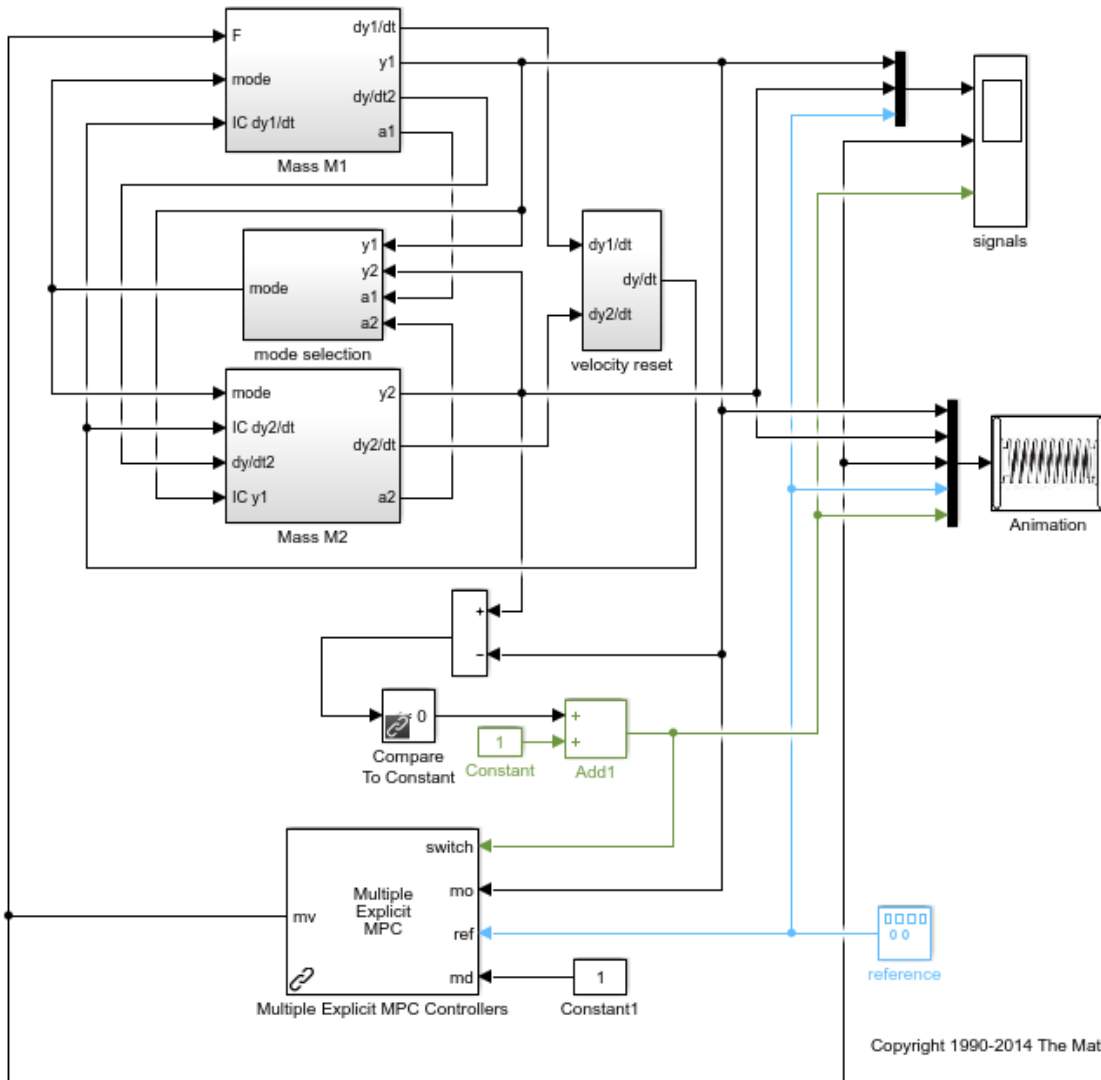 F
mode
IC dy1/dt
dy1/dt
y1
dy/dt2
a1
Mass M1
signals
mode
y1
y2
a1
a2
mode selection
dy1/dt
dy2/dt
dy/dt
velocity reset
mode
IC dy2/dt
dy/dt2
IC y1
y2
dy2/dt
a2
Mass M2
Animation
+
−
0
Compare
To Constant
1
Constant
+
+
Add1
mv
Multiple
Explicit
MPC
switch
mo
ref
md
Multiple Explicit MPC Controllers
1
Constant1
0 0
reference
Copyright 1990-2014 The Mat